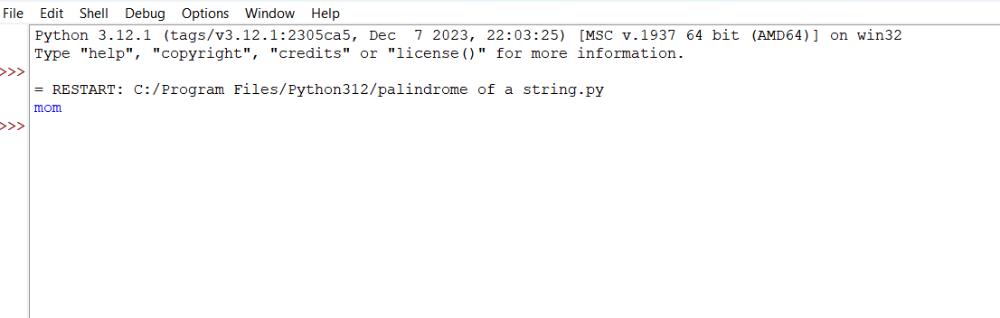 File Edit Shell Debug Options Window Help
Python 3.12.1 (tags/v3.12.1:2305ca5, Dec  7 2023, 22:03:25) [MSC v.1937 64 bit (AMD64)] on win32
Type "help", "copyright", "credits" or "license()" for more information.
>>>
= RESTART: C:/Program Files/Python312/palindrome of a string.py
mom
>>>